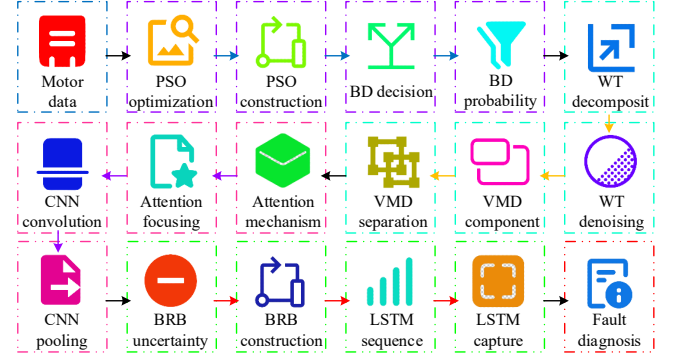 Motor
data
PSO
optimization
PSO
construction
BD decision
BD
probability
WT
decomposit
CNN
convolution
Attention
focusing
Attention
mechanism
VMD
separation
VMD
component
WT
denoising
CNN
pooling
BRB
uncertainty
BRB
construction
LSTM
sequence
LSTM
capture
Fault
diagnosis